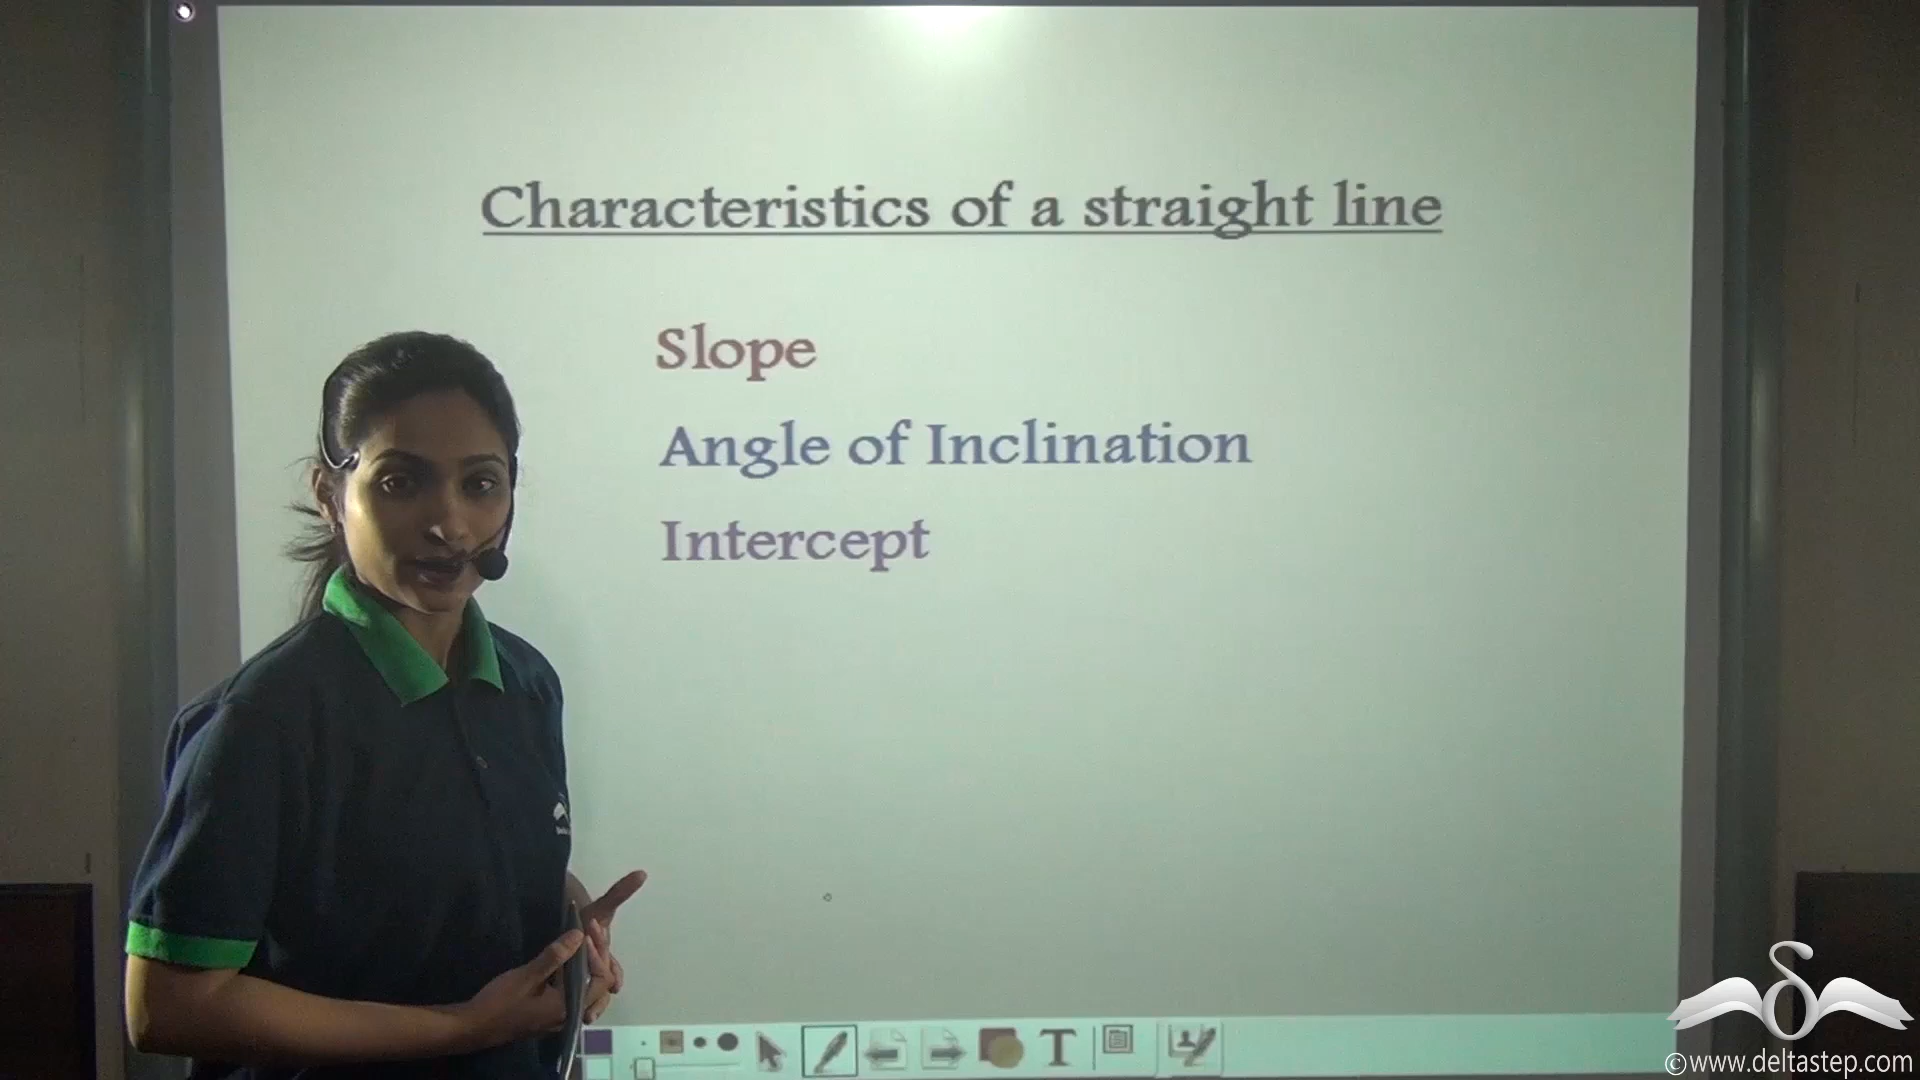 Characteristics of a straight line
Slope
Angle of Inclination
Intercept
T
©www.deltastep.com